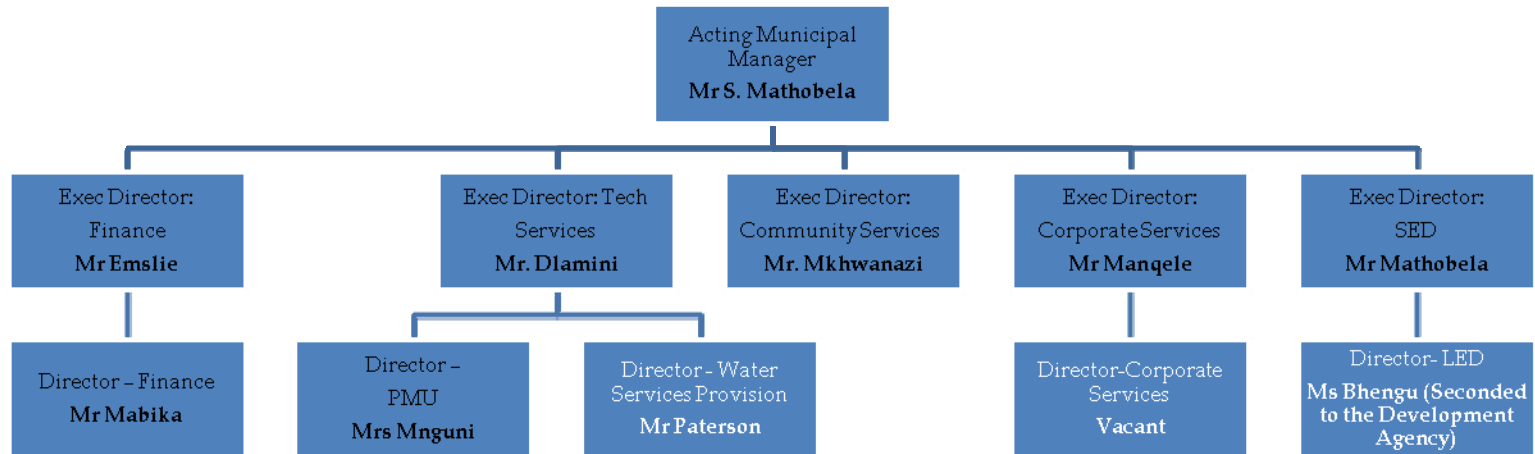 Acting Municipal
Manager
Mr S. Mathobela
Exec Director:
Finance
Mr Emslie
Exec Director: Tech
Services
Mr. Dlamini
Exec Director:
Community Services
Mr. Mkhwanazi
Exec Director:
Corporate Services
Mr Manqele
Exec Director:
SED
Mr Mathobela
Director – Finance
Mr Mabika
Director –
PMU
Mrs Mnguni
Director - Water
Services Provision
Mr Paterson
Director-Corporate
Services
Vacant
Director- LED
Ms Bhengu (Seconded
to the Development
Agency)